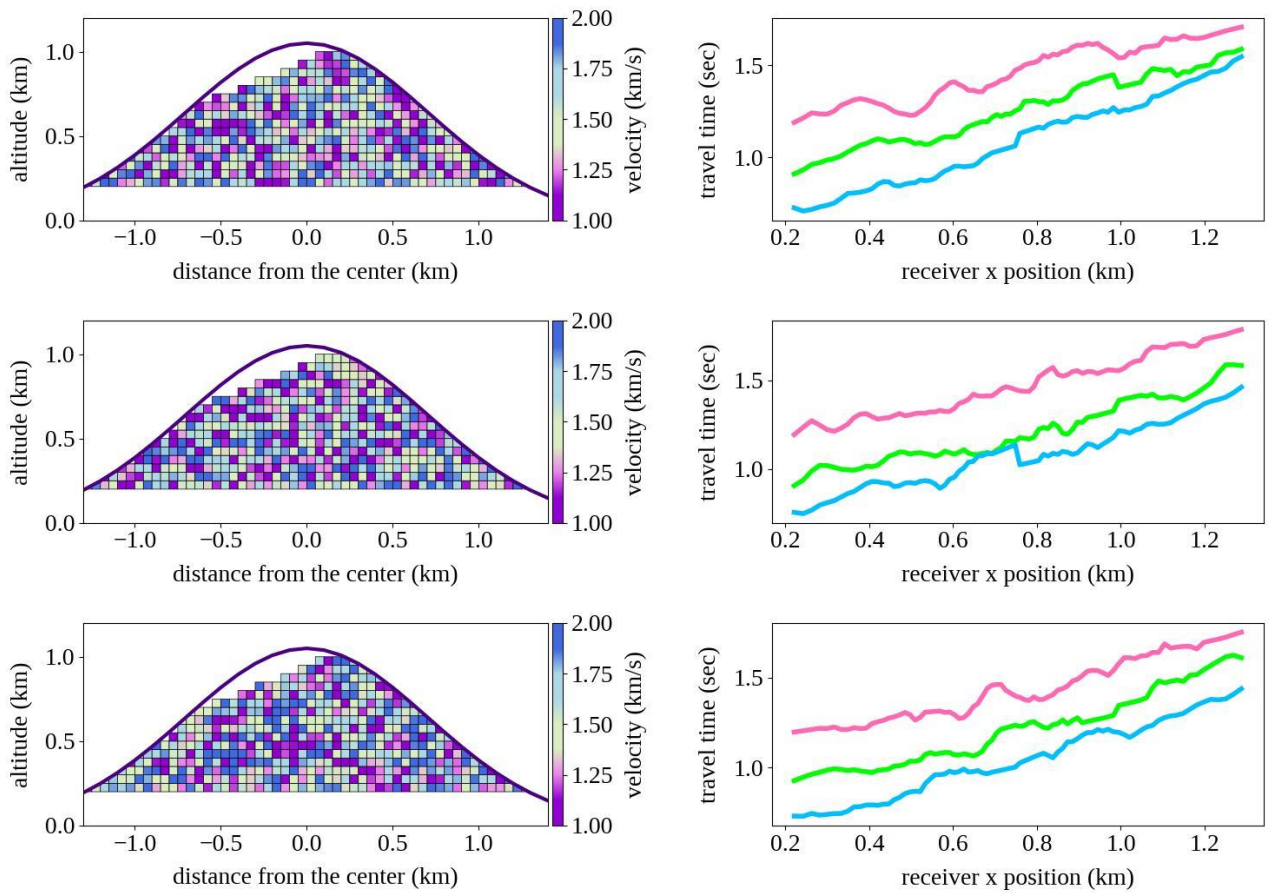 1.0
0.5
0.0
−1.0 −0.5 0.0 0.5 1.0
altitude (km)
distance from the center (km)
2.00
1.75
1.50
1.25
1.00
velocity (km/s)
1.5
1.0
0.2 0.4 0.6 0.8 1.0 1.2
travel time (sec)
receiver x position (km)
1.0
0.5
0.0
−1.0 −0.5 0.0 0.5 1.0
altitude (km)
distance from the center (km)
2.00
1.75
1.50
1.25
1.00
velocity (km/s)
1.5
1.0
0.2 0.4 0.6 0.8 1.0 1.2
travel time (sec)
receiver x position (km)
1.0
0.5
0.0
−1.0 −0.5 0.0 0.5 1.0
altitude (km)
distance from the center (km)
2.00
1.75
1.50
1.25
1.00
velocity (km/s)
1.5
1.0
0.2 0.4 0.6 0.8 1.0 1.2
travel time (sec)
receiver x position (km)